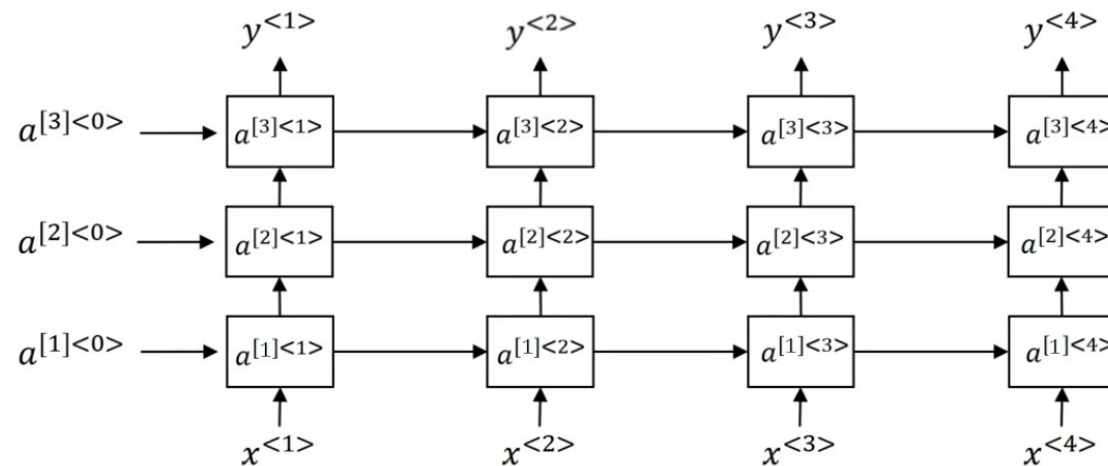 y<1> y<2> y<3> y<4>
a[3]<0> a[3]<1> a[3]<2> a[3]<3> a[3]<4>
a[2]<0> a[2]<1> a[2]<2> a[2]<3> a[2]<4>
a[1]<0> a[1]<1> a[1]<2> a[1]<3> a[1]<4>
x<1> x<2> x<3> x<4>